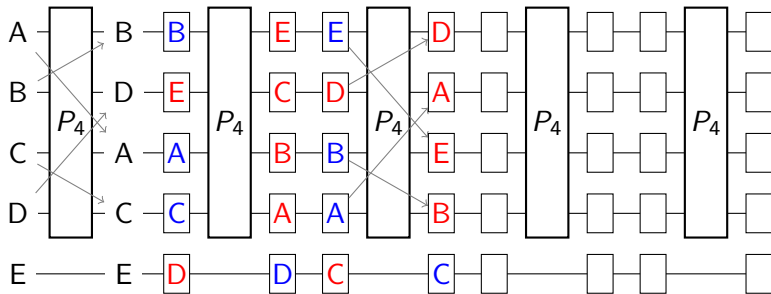 A B B E E D
B D E C D A
P₄ P₄ P₄ P₄ P₄
C A A B B E
D C C A A B
E E D D C C